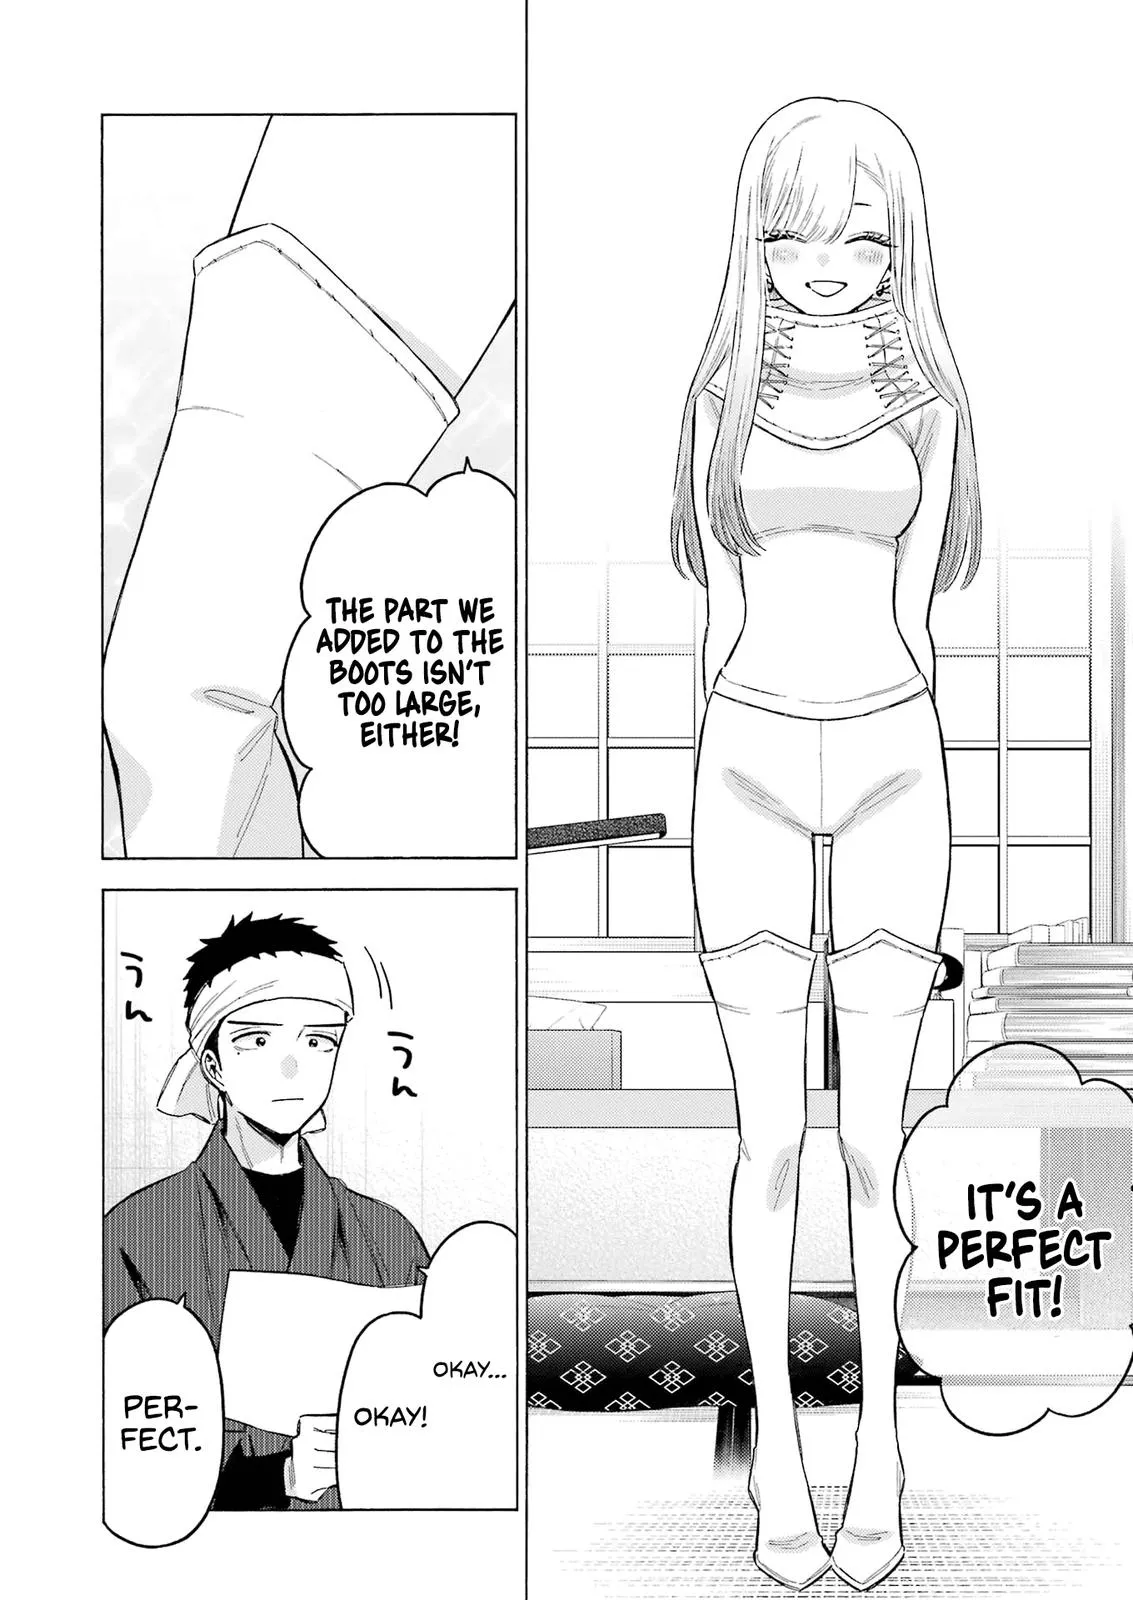 IT'S A
PERFECT
FIT!
THE PART WE
ADDED TO THE
BOOTS ISN'T
TOO LARGE,
EITHER!
うん
うん
OKAY...
OKAY!
PER-
FECT.